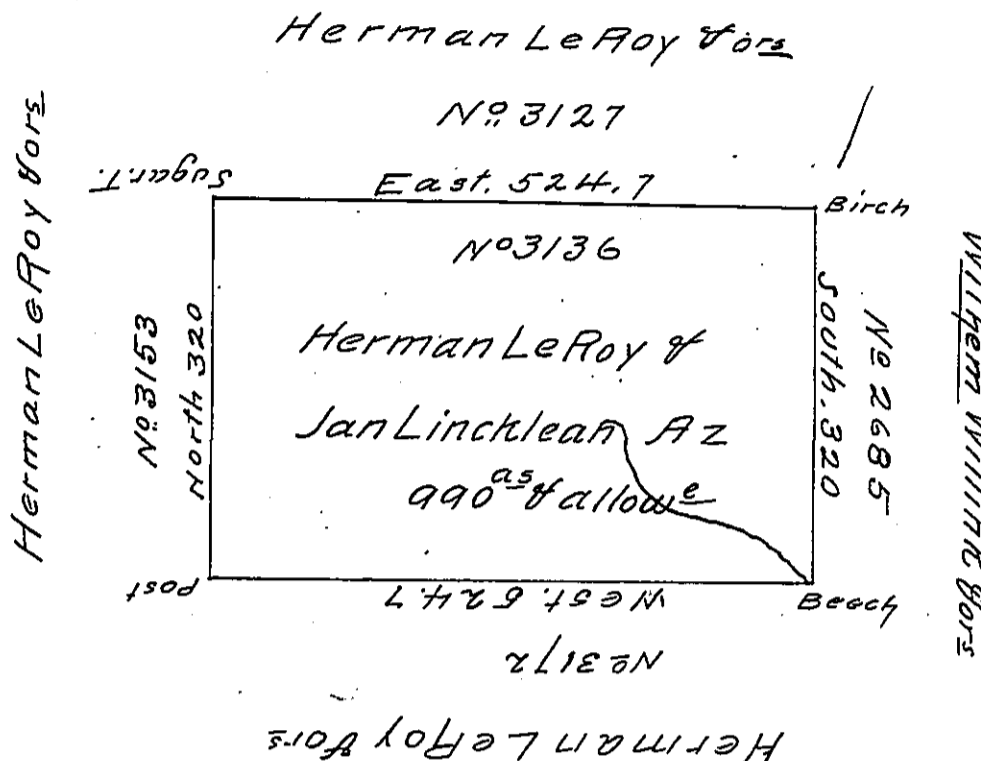 Herman LeRoy & ors
No 3127
East. 524.7
Sugar.T.
Birch
Herman LeRoy & ors
No 3153
North 320
No 3136
Herman LeRoy &
Jan Lincklean Az
990 as & allowe
South. 320
No 2685
Wilhem Willink & ors
Post
West. 524.7
Beech
No 3172
Herman LeRoy & ors